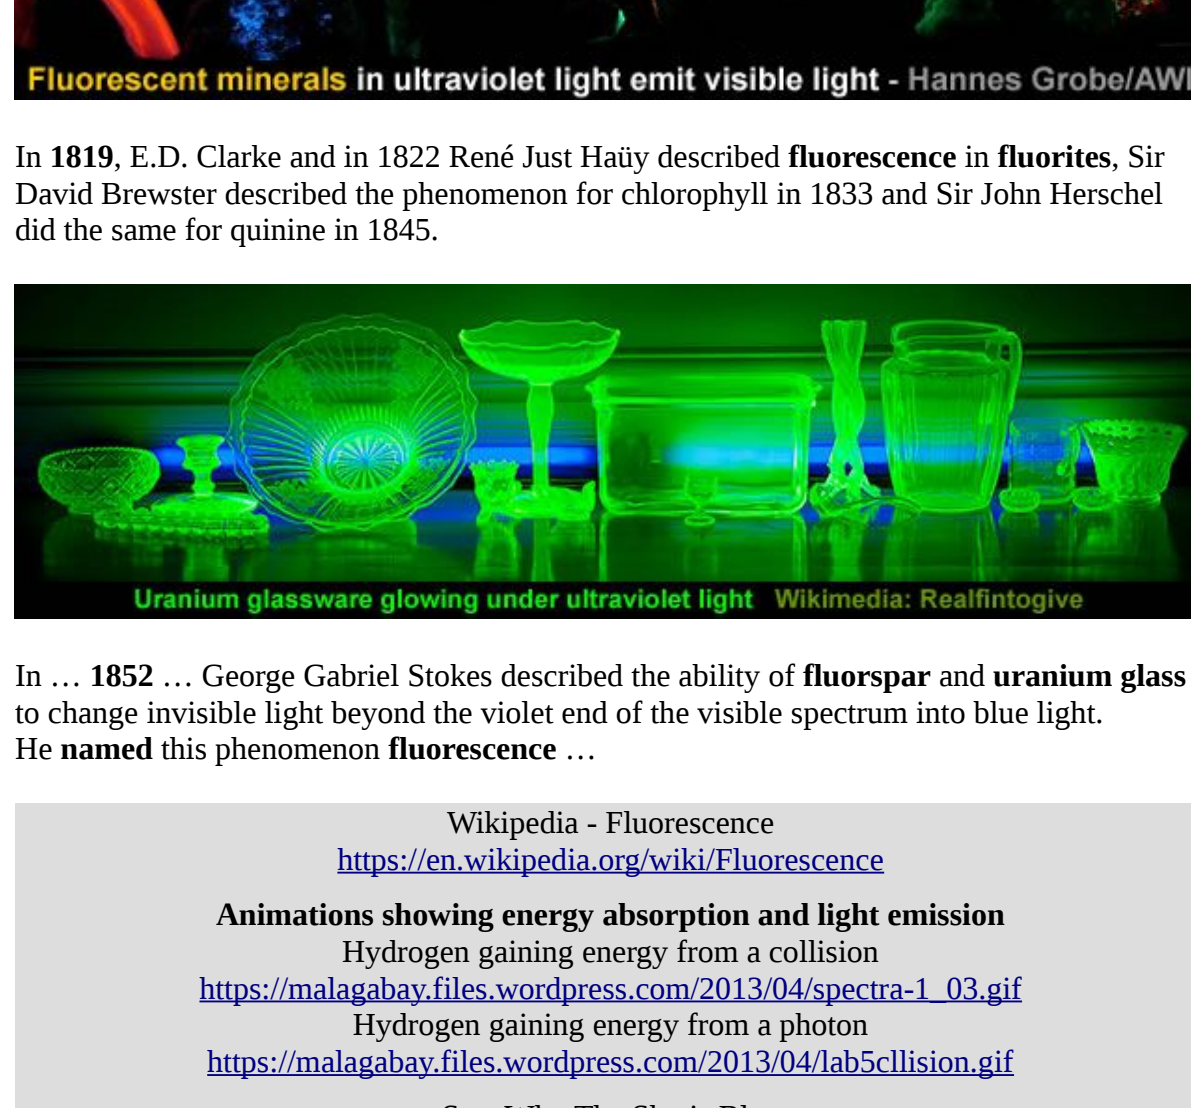 Fluorescent minerals in ultraviolet light emit visible light - Hannes Grobe/AWI
In 1819, E.D. Clarke and in 1822 René Just Haüy described fluorescence in fluorites, Sir
David Brewster described the phenomenon for chlorophyll in 1833 and Sir John Herschel
did the same for quinine in 1845.
Uranium glassware glowing under ultraviolet light Wikimedia: Realfintogive
In … 1852 … George Gabriel Stokes described the ability of fluorspar and uranium glass
to change invisible light beyond the violet end of the visible spectrum into blue light.
He named this phenomenon fluorescence …
Wikipedia - Fluorescence
https://en.wikipedia.org/wiki/Fluorescence
Animations showing energy absorption and light emission
Hydrogen gaining energy from a collision
https://malagabay.files.wordpress.com/2013/04/spectra-1_03.gif
Hydrogen gaining energy from a photon
https://malagabay.files.wordpress.com/2013/04/lab5cllision.gif